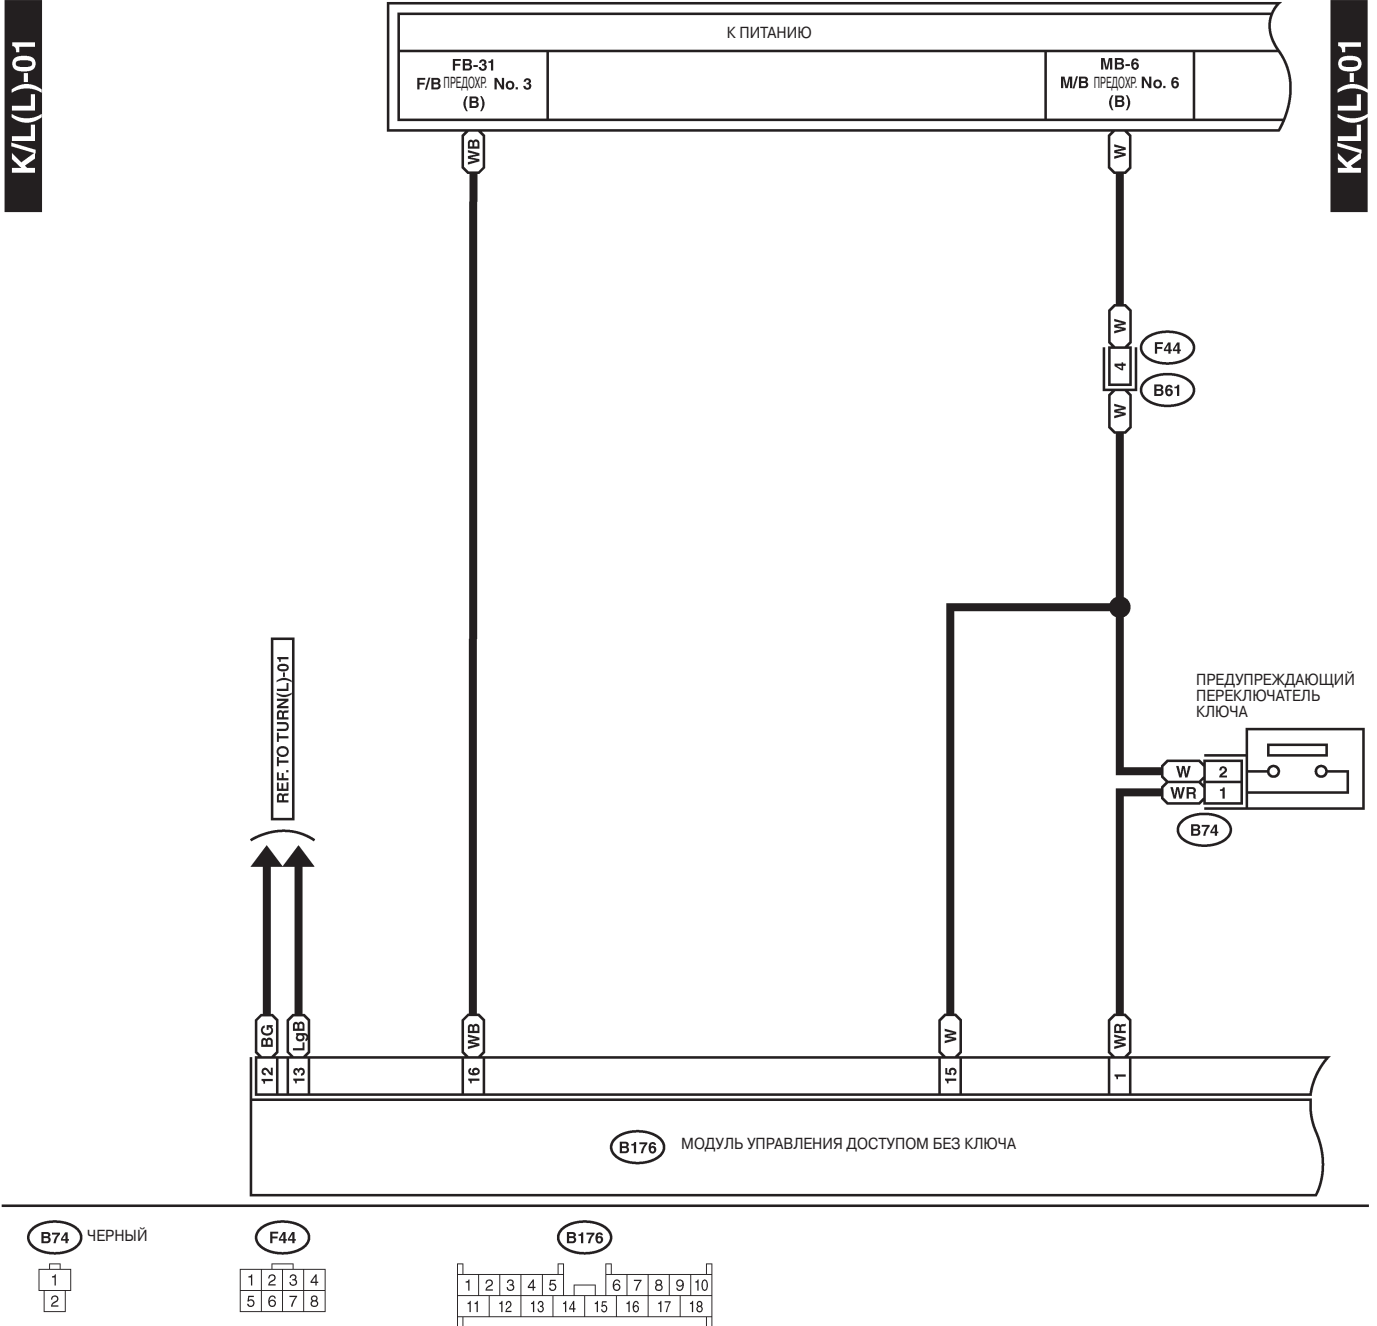 K/L(L)-01
K/L(L)-01
К ПИТАНИЮ
FB-31
F/B ПРЕДОХР. No. 3
(B)
MB-6
M/B ПРЕДОХР. No. 6
(B)
WB
W
W
F44
4
B61
W
REF. TO TURN(L)-01
ПРЕДУПРЕЖДАЮЩИЙ
ПЕРЕКЛЮЧАТЕЛЬ
КЛЮЧА
W 2
WR 1
B74
BG
LgB
WB
W
WR
12
13
16
15
1
B176 МОДУЛЬ УПРАВЛЕНИЯ ДОСТУПОМ БЕЗ КЛЮЧА
B74 ЧЕРНЫЙ
1
2
F44
1 2 3 4
5 6 7 8
B176
1 2 3 4 5 6 7 8 9 10
11 12 13 14 15 16 17 18